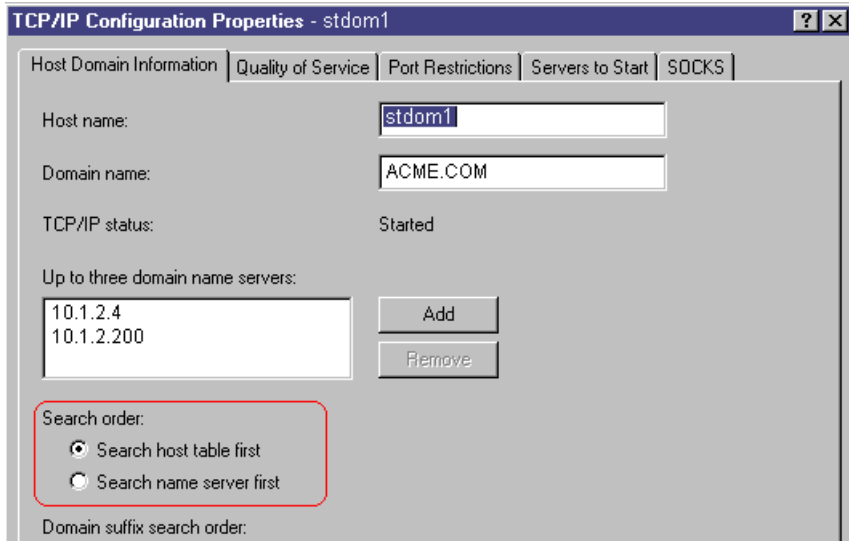 TCP/IP Configuration Properties - stdom1
Host Domain Information Quality of Service Port Restrictions Servers to Start SOCKS
Host name: stdom1
Domain name: ACME.COM
TCP/IP status: Started
Up to three domain name servers:
10.1.2.4
10.1.2.200
Add
Remove
Search order:
Search host table first
Search name server first
Domain suffix search order: